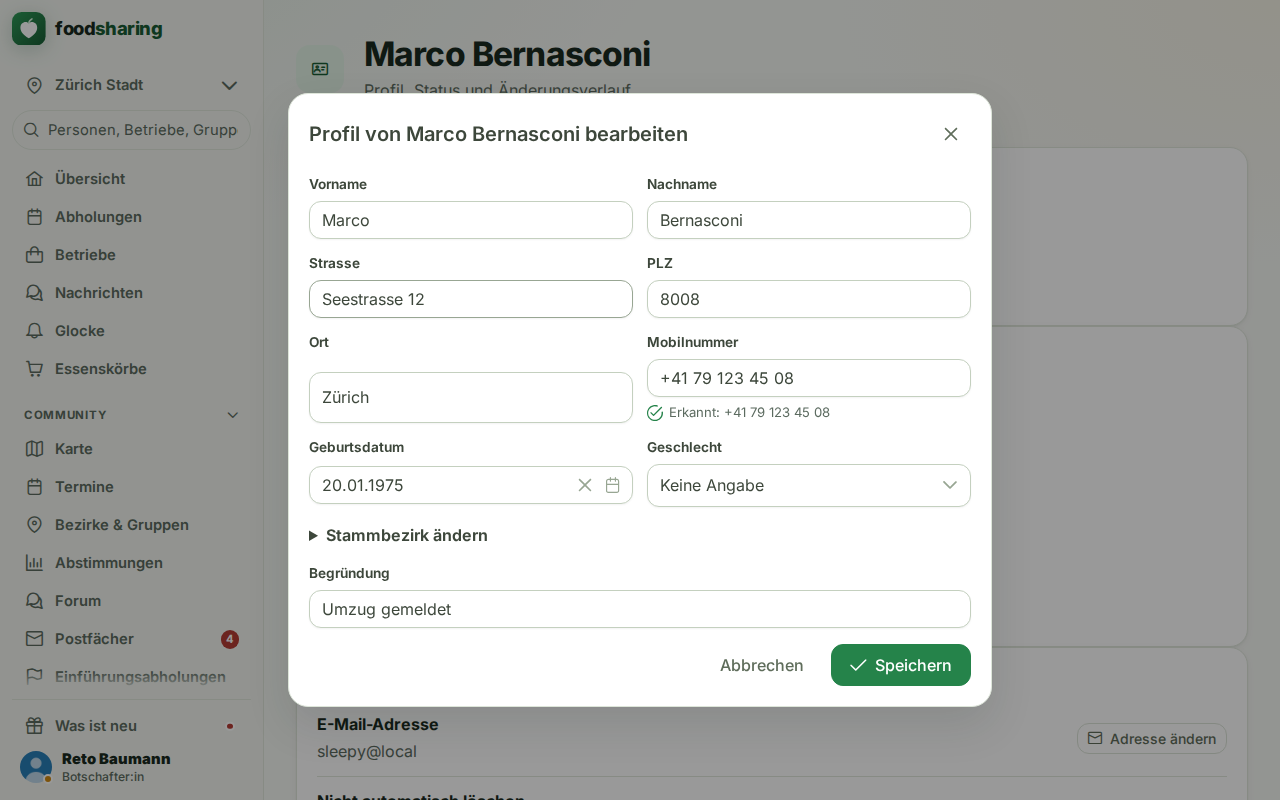 foodsharing
Zürich Stadt
Personen, Betriebe, Grupp
Übersicht
Abholungen
Betriebe
Nachrichten
Glocke
Essenskörbe
COMMUNITY
Karte
Termine
Bezirke & Gruppen
Abstimmungen
Forum
Postfächer 4
Einführungsabholungen
Was ist neu
Reto Baumann
Botschafter:in
Marco Bernasconi
Profil, Status und Änderungsverlauf
Profil von Marco Bernasconi bearbeiten
Vorname Nachname
Marco Bernasconi
Strasse PLZ
Seestrasse 12 8008
Ort Mobilnummer
Zürich +41 79 123 45 08
Erkannt: +41 79 123 45 08
Geburtsdatum Geschlecht
20.01.1975 Keine Angabe
Stammbezirk ändern
Begründung
Umzug gemeldet
Abbrechen Speichern
E-Mail-Adresse
sleepy@local
Adresse ändern
Nicht automatisch löschen